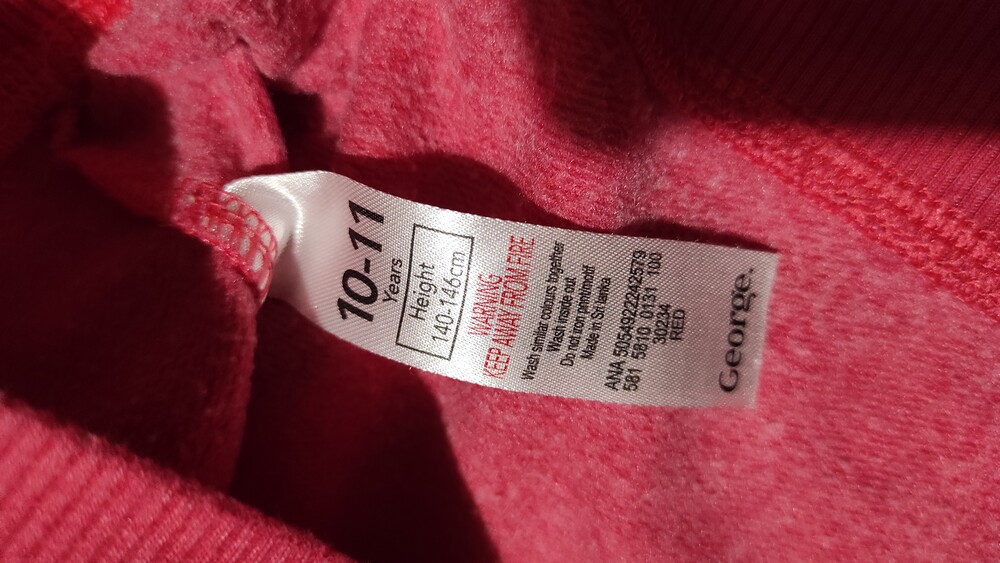 10-11
Years
Height
140-146cm
WARNING
KEEP AWAY FROM FIRE
Wash similar colours together
Wash inside out
Do not iron print/motif
Made in Sri lanka
ANA 5054922242579
581 5810 0131 100
30234
RED
George.